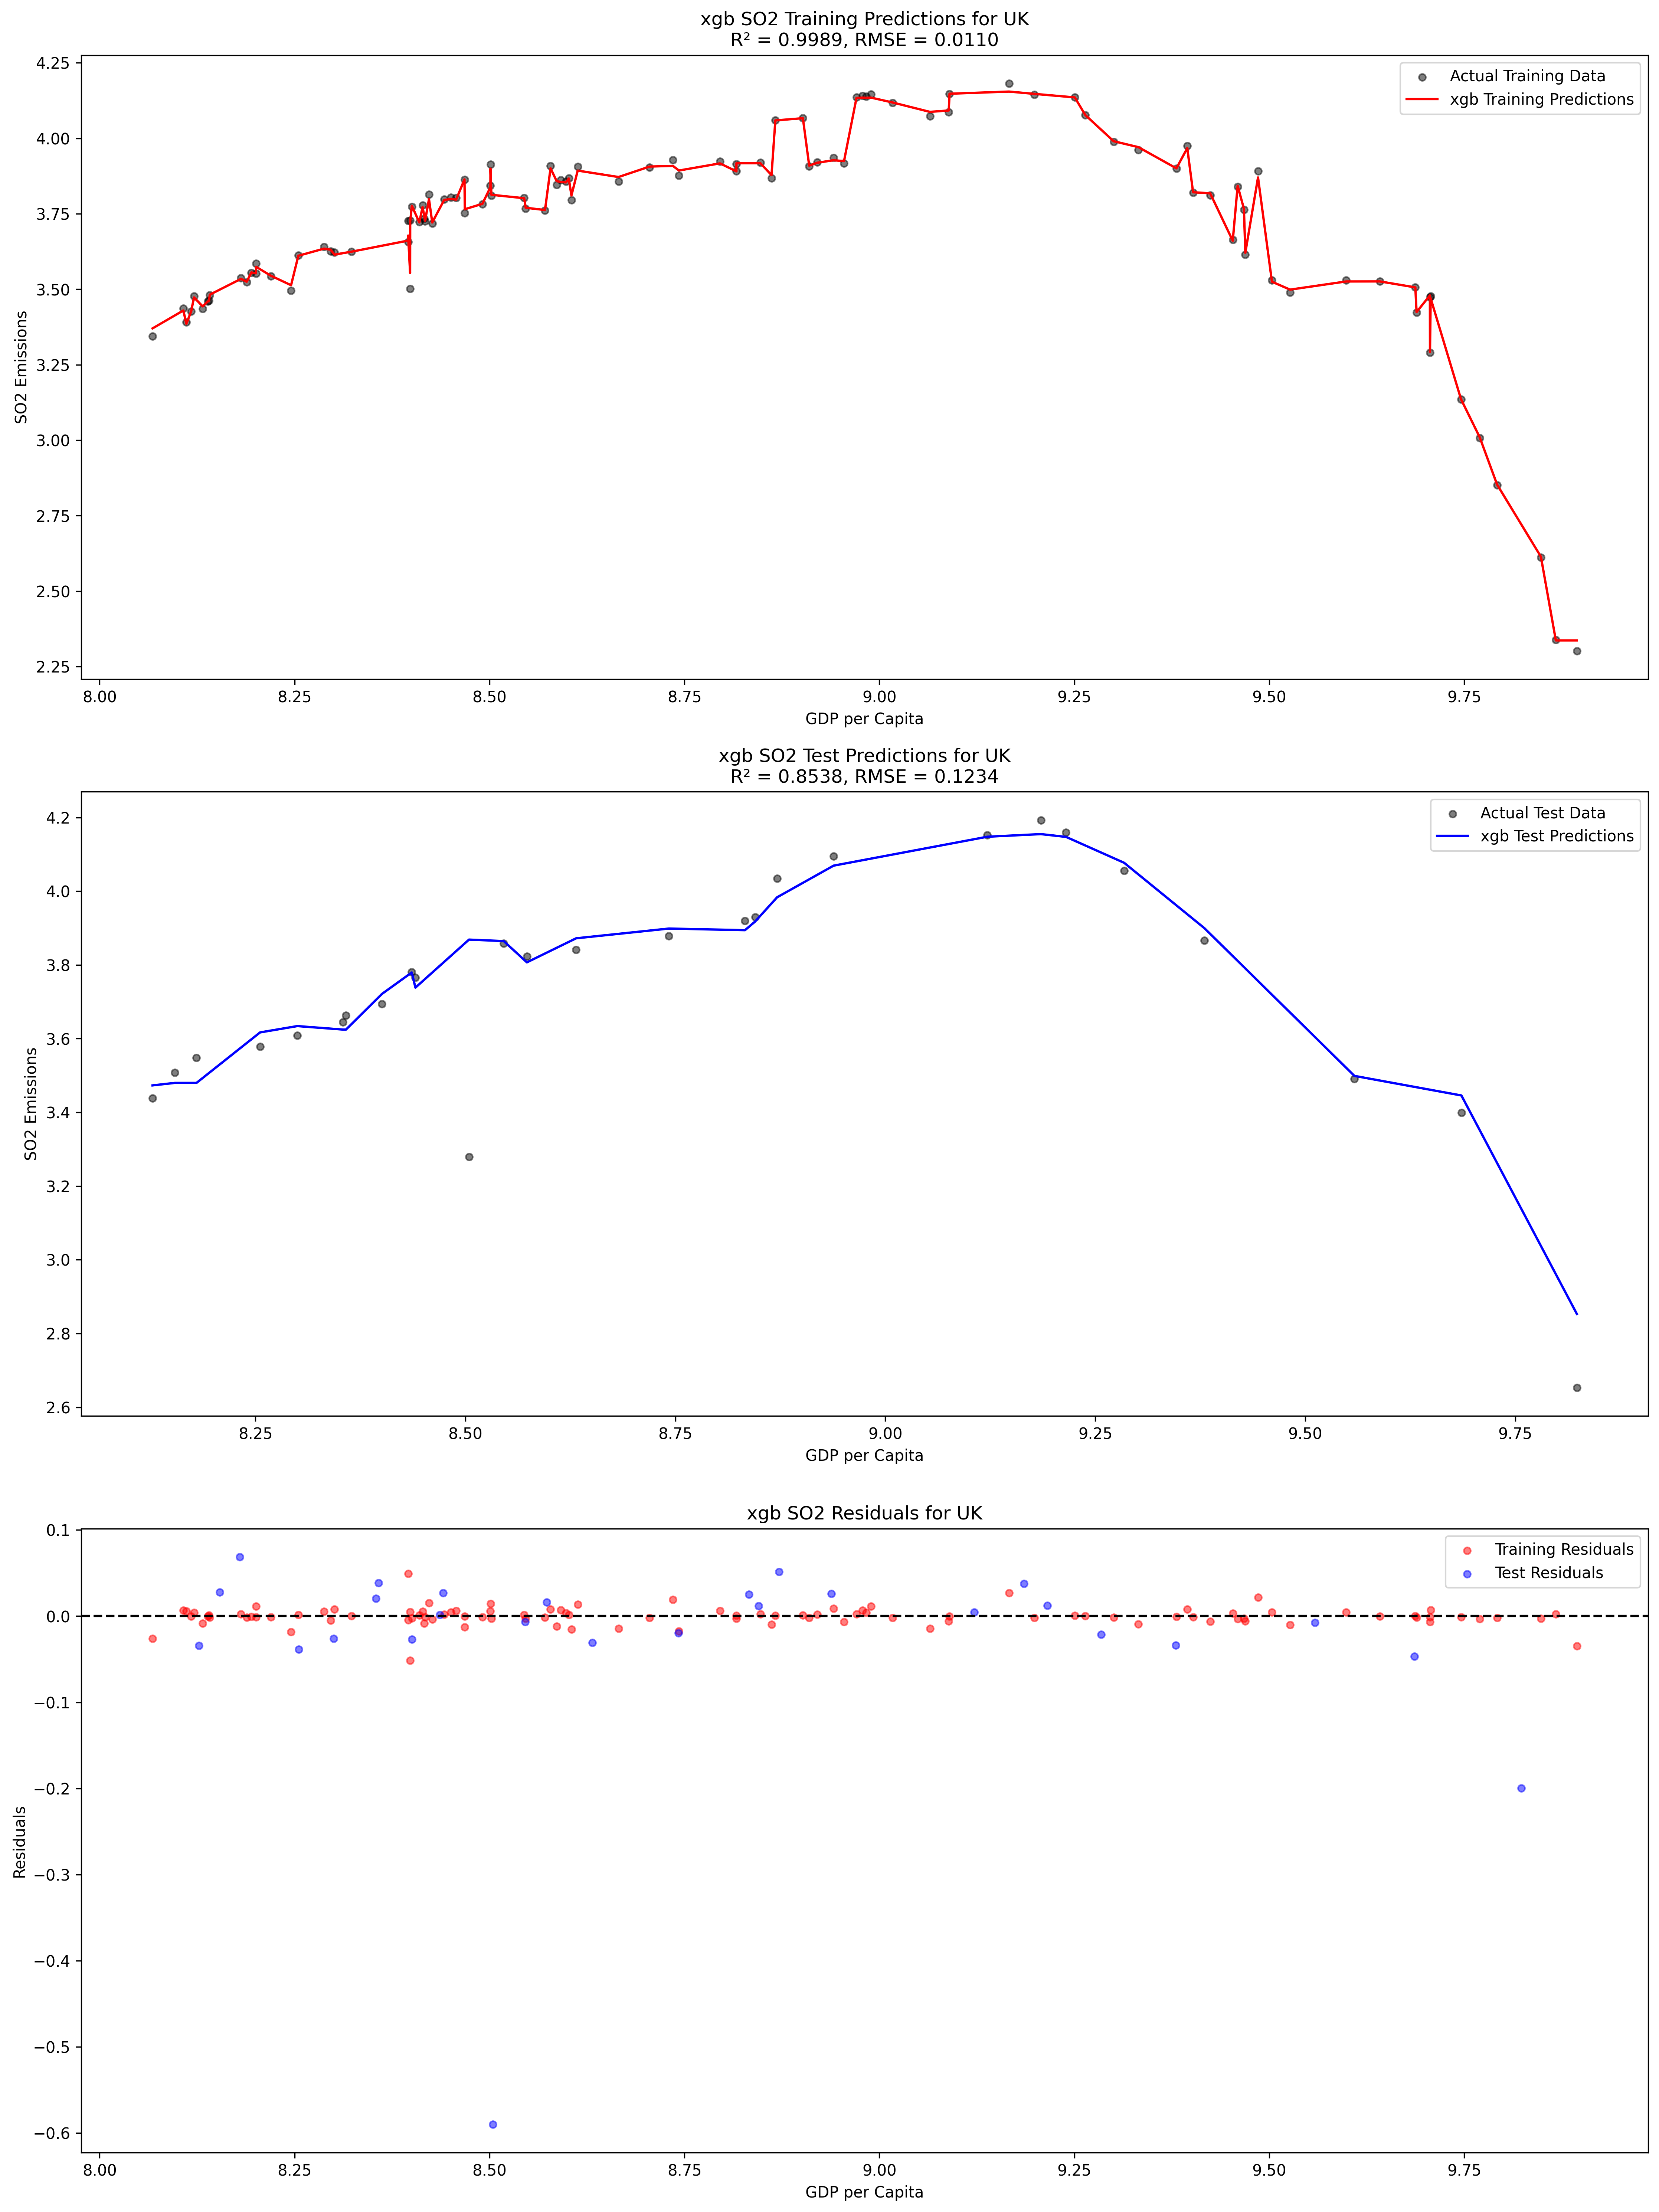 xgb SO2 Training Predictions for UK
R² = 0.9989, RMSE = 0.0110
Actual Training Data
xgb Training Predictions
SO2 Emissions
4.25
4.00
3.75
3.50
3.25
3.00
2.75
2.50
2.25
8.00 8.25 8.50 8.75 9.00 9.25 9.50 9.75
GDP per Capita
xgb SO2 Test Predictions for UK
R² = 0.8538, RMSE = 0.1234
Actual Test Data
xgb Test Predictions
SO2 Emissions
4.2
4.0
3.8
3.6
3.4
3.2
3.0
2.8
2.6
8.25 8.50 8.75 9.00 9.25 9.50 9.75
GDP per Capita
xgb SO2 Residuals for UK
Training Residuals
Test Residuals
Residuals
0.1
0.0
−0.1
−0.2
−0.3
−0.4
−0.5
−0.6
8.00 8.25 8.50 8.75 9.00 9.25 9.50 9.75
GDP per Capita